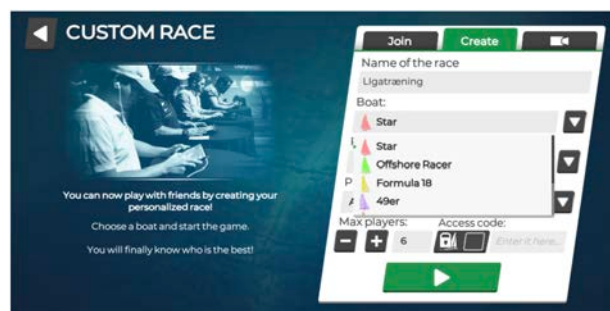 CUSTOM RACE
You can now play with friends by creating your
personalized race!
Choose a boat and start the game.
You will finally know who is the best!
Join
Create
Name of the race
LIgatræning
Boat:
Star
Star
Offshore Racer
Formula 18
49er
Max players:
Access code:
6
Enter it here...